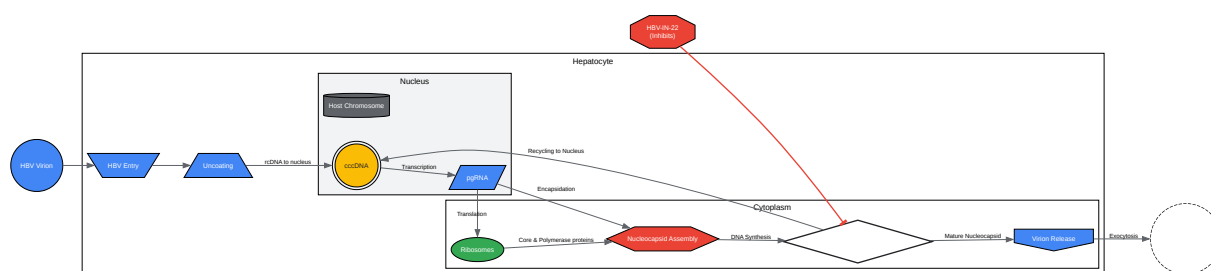 HBV-IN-22
(Inhibits)
Hepatocyte
Nucleus
Host Chromosome
HBV Virion
HBV Entry
Uncoating
rcDNA to nucleus
cccDNA
Transcription
pgRNA
Recycling to Nucleus
Encapsidation
Translation
Cytoplasm
Ribosomes
Core & Polymerase proteins
Nucleocapsid Assembly
DNA Synthesis
Mature Nucleocapsid
Virion Release
Exocytosis